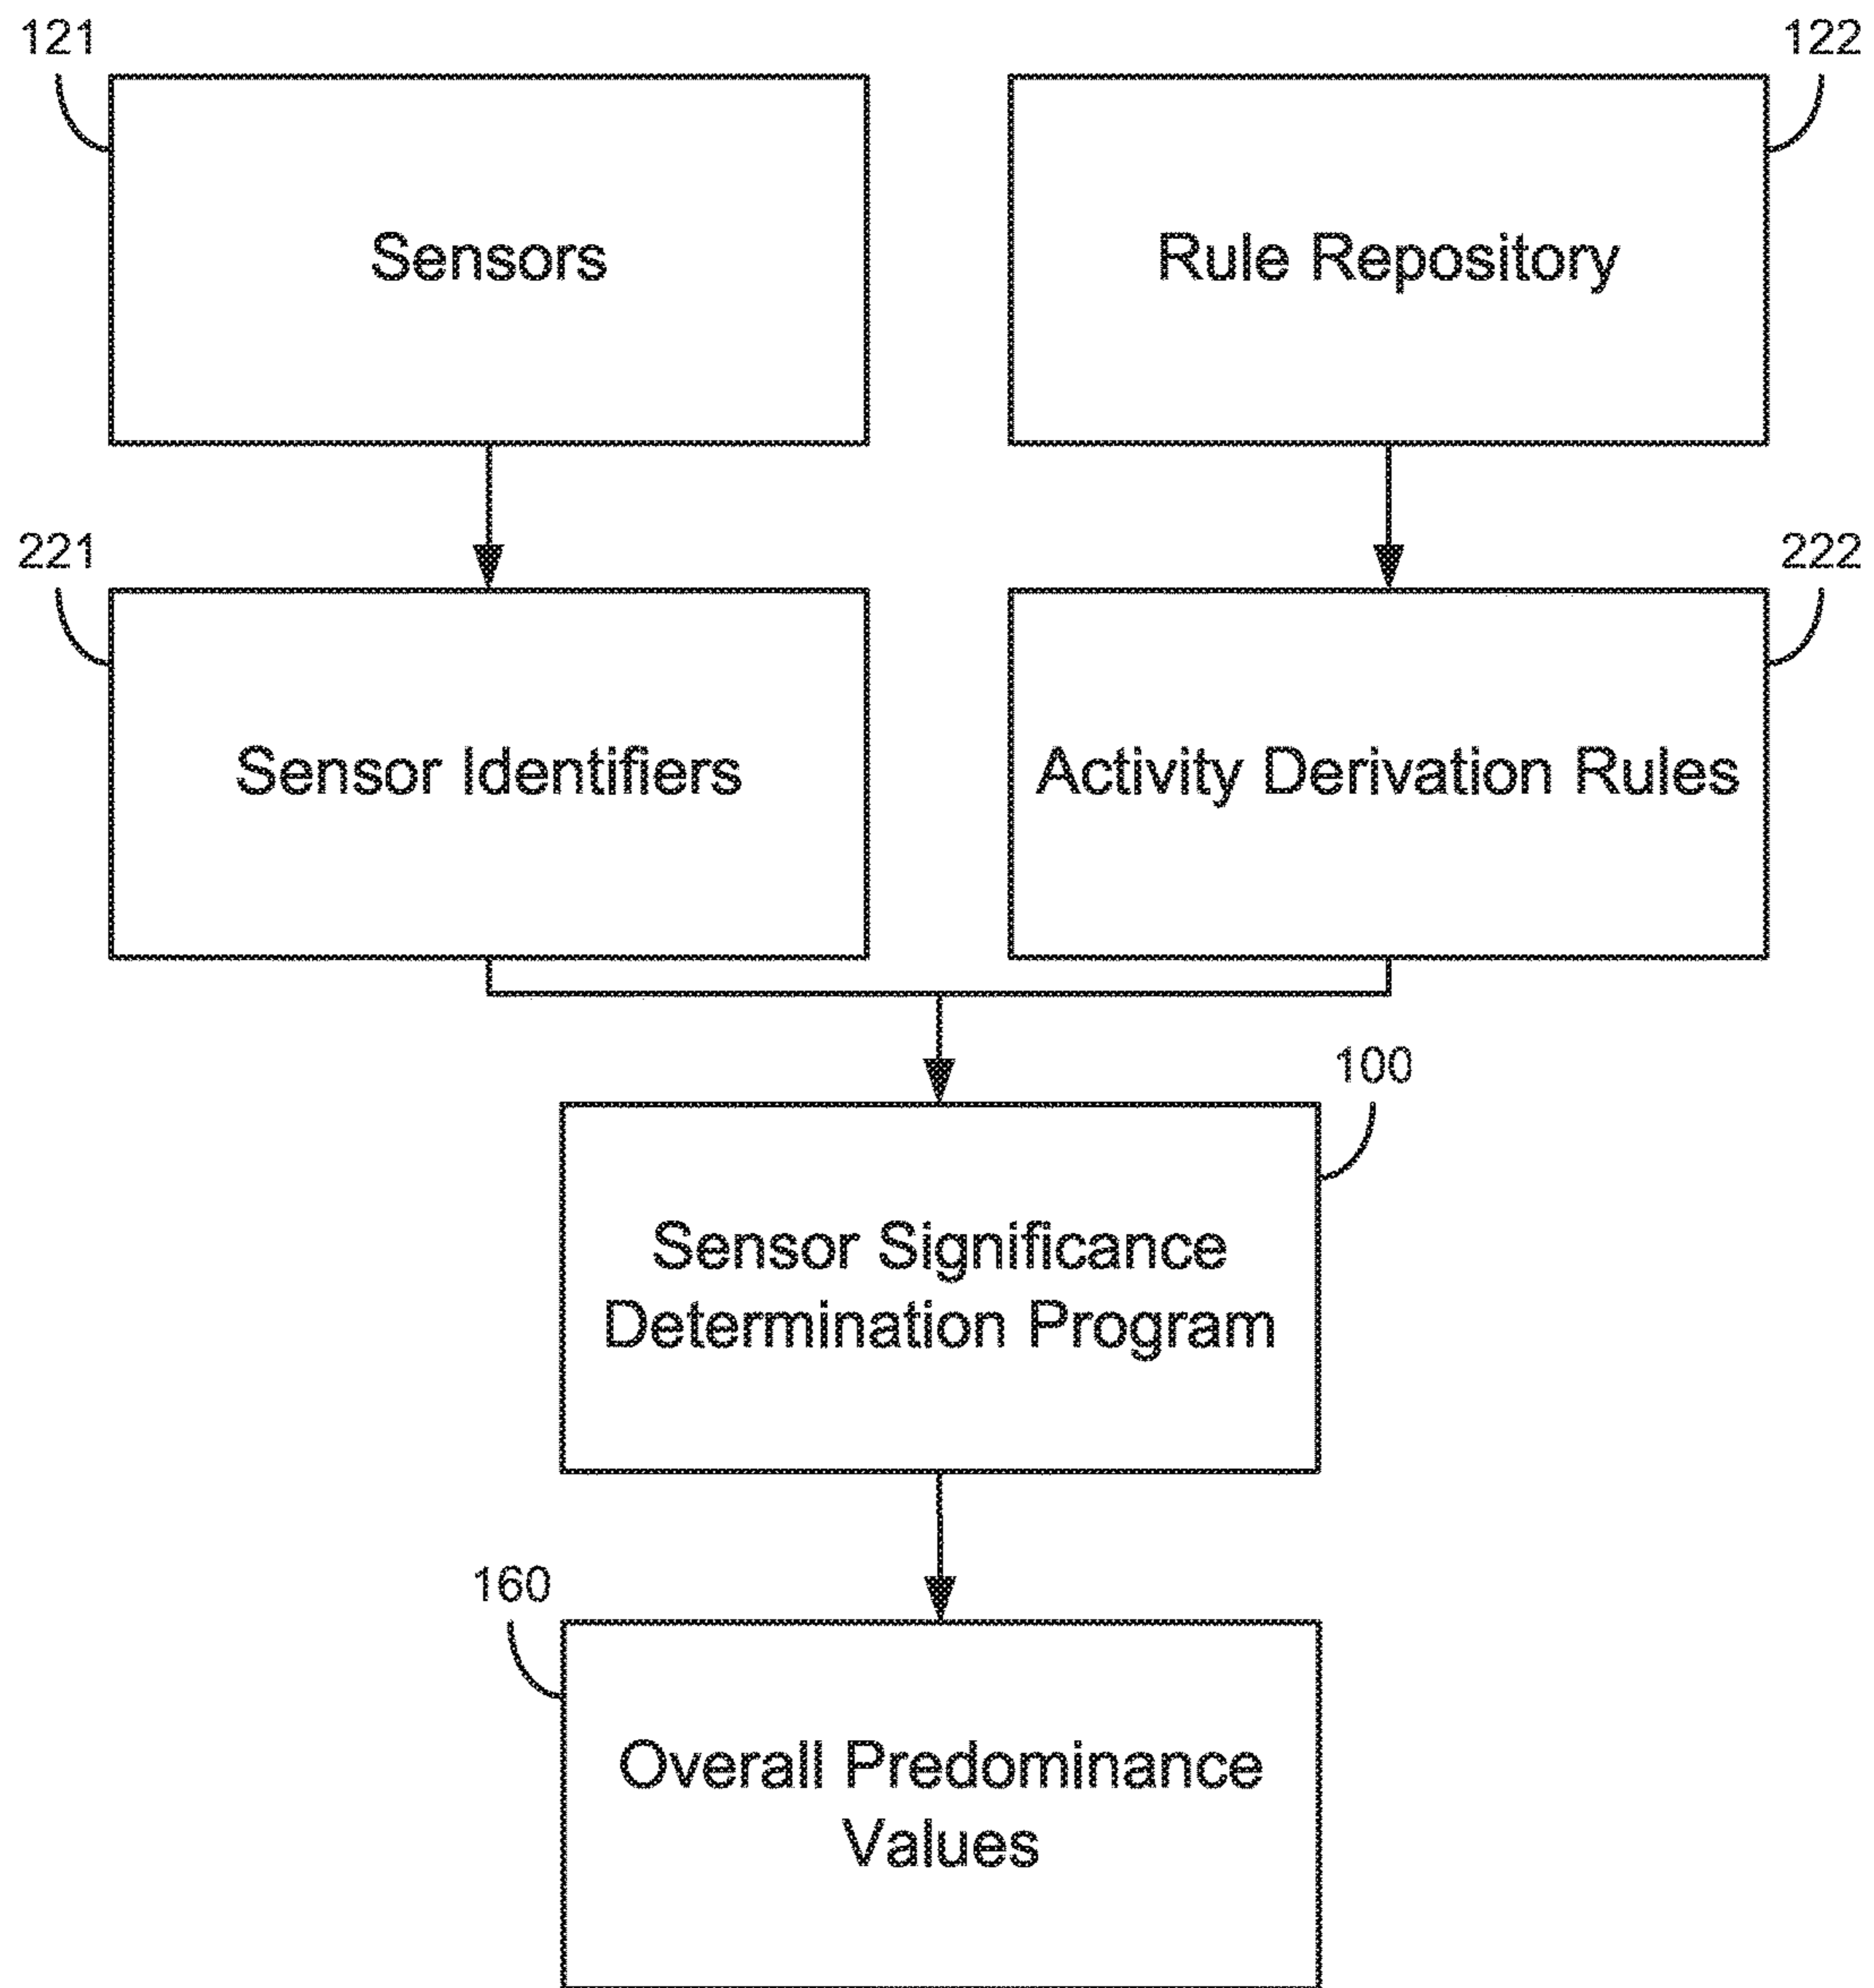 121
122
Sensors
Rule Repository
221
222
Sensor Identifiers
Activity Derivation Rules
100
Sensor Significance
Determination Program
160
Overall Predominance
Values